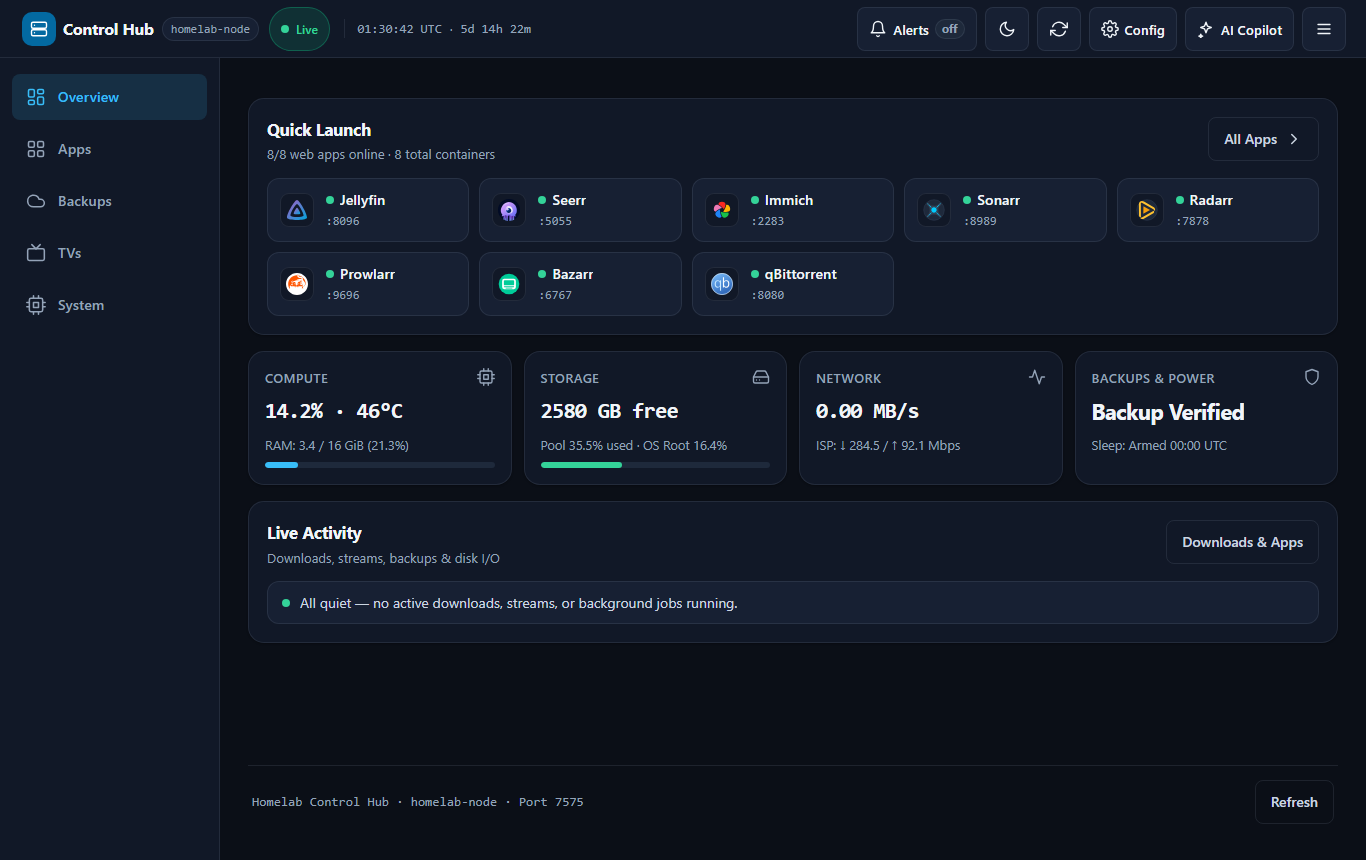 Control Hub homelab-node Live 01:30:42 UTC · 5d 14h 22m Alerts off Config AI Copilot
Overview
Apps
Backups
TVs
System
Quick Launch
8/8 web apps online · 8 total containers
All Apps
Jellyfin
:8096
Seerr
:5055
Immich
:2283
Sonarr
:8989
Radarr
:7878
Prowlarr
:9696
Bazarr
:6767
qb
qBittorrent
:8080
COMPUTE
14.2% · 46°C
RAM: 3.4 / 16 GiB (21.3%)
STORAGE
2580 GB free
Pool 35.5% used · OS Root 16.4%
NETWORK
0.00 MB/s
ISP: ↓ 284.5 / ↑ 92.1 Mbps
BACKUPS & POWER
Backup Verified
Sleep: Armed 00:00 UTC
Live Activity
Downloads, streams, backups & disk I/O
Downloads & Apps
All quiet — no active downloads, streams, or background jobs running.
Homelab Control Hub · homelab-node · Port 7575
Refresh